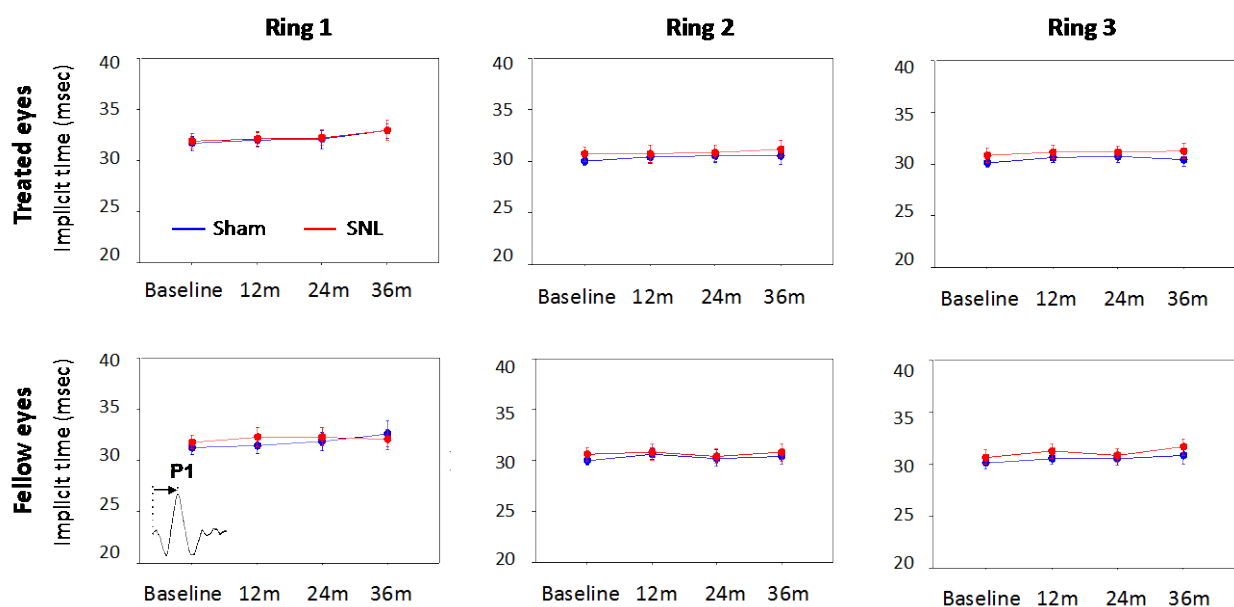 Ring 1
Ring 2
Ring 3
Treated eyes
Implicit time (msec)
40
35
30
25
20
Sham
SNL
Baseline 12m 24m 36m
40
35
30
25
20
Baseline 12m 24m 36m
40
35
30
25
20
Baseline 12m 24m 36m
Fellow eyes
Implicit time (msec)
40
35
30
25
20
P1
Baseline 12m 24m 36m
40
35
30
25
20
Baseline 12m 24m 36m
40
35
30
25
20
Baseline 12m 24m 36m